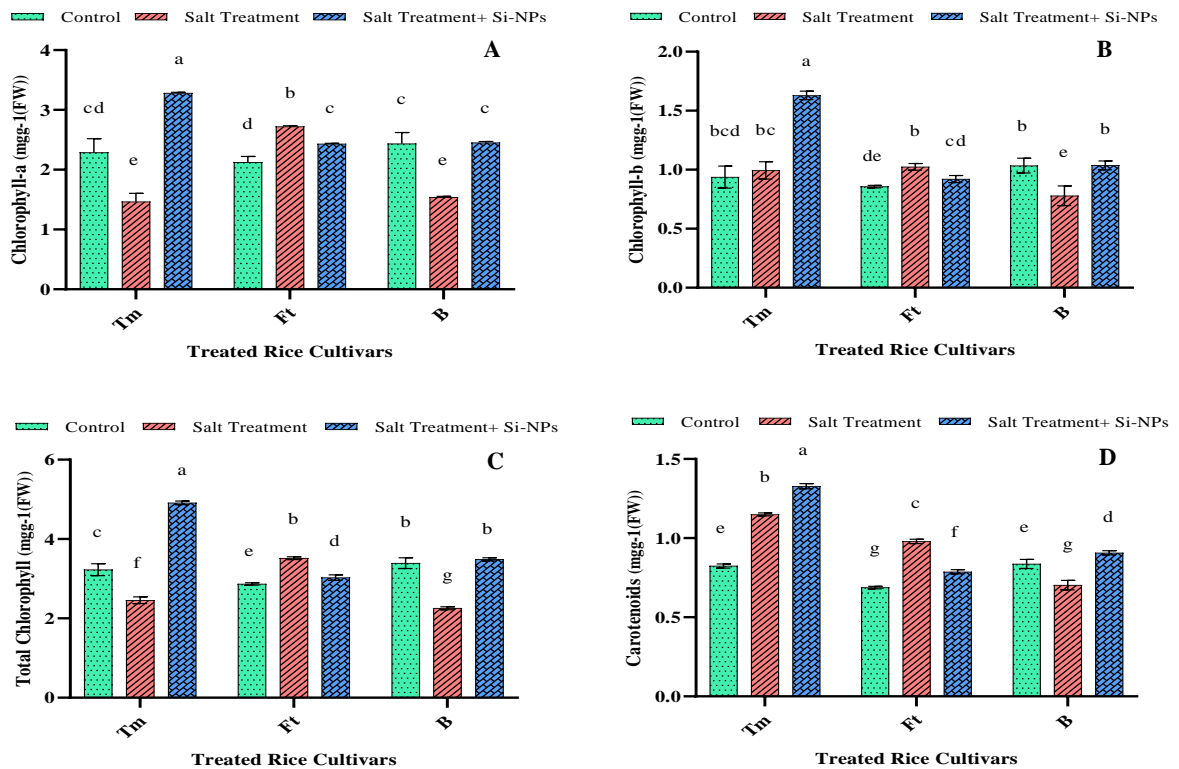 Control Salt Treatment Salt Treatment+ Si-NPs
A
Chlorophyll-a (mgg-1(FW))
4
3
2
1
0
cd
e
a
d
b
c
c
e
c
Tm
Ft
B
Treated Rice Cultivars
Control Salt Treatment Salt Treatment+ Si-NPs
B
Chlorophyll-b (mgg-1(FW))
2.0
1.5
1.0
0.5
0.0
bcd
bc
a
de
b
cd
b
e
b
Tm
Ft
B
Treated Rice Cultivars
Control Salt Treatment Salt Treatment+ Si-NPs
C
Total Chlorophyll (mgg-1(FW))
6
4
2
0
c
f
a
e
b
d
b
g
b
Tm
Ft
B
Treated Rice Cultivars
Control Salt Treatment Salt Treatment+ Si-NPs
D
Carotenoids (mgg-1(FW))
1.5
1.0
0.5
0.0
e
b
a
g
c
f
e
g
d
Tm
Ft
B
Treated Rice Cultivars